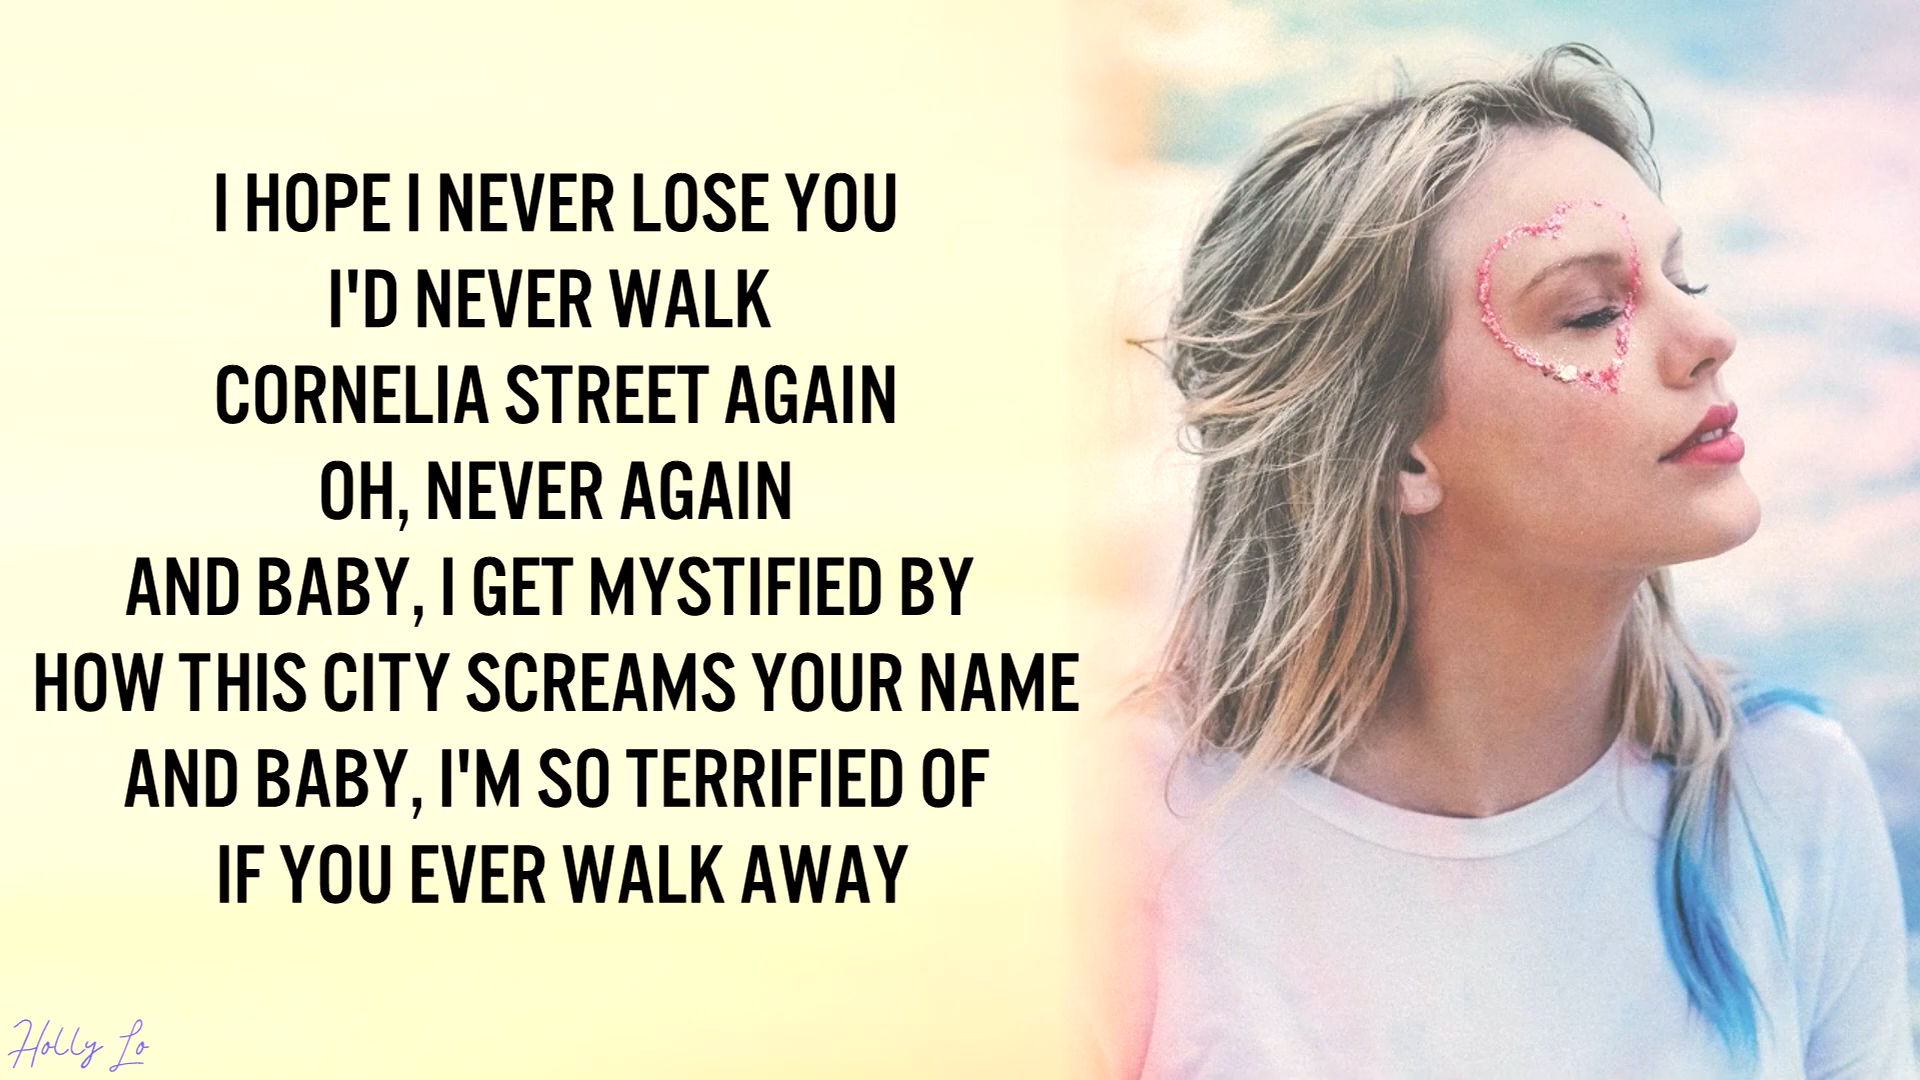 I HOPE I NEVER LOSE YOU
I'D NEVER WALK
CORNELIA STREET AGAIN
OH, NEVER AGAIN
AND BABY, I GET MYSTIFIED BY
HOW THIS CITY SCREAMS YOUR NAME
AND BABY, I'M SO TERRIFIED OF
IF YOU EVER WALK AWAY
Holly Lo